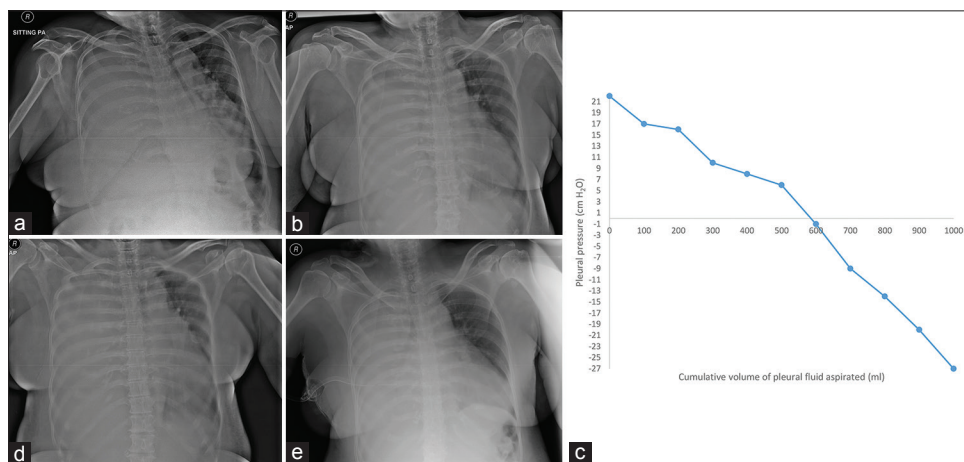 R
SITTING PA
a
R
AP
b
R
AP
d
R
e
Pleural pressure (cm H₂O)
21
19
17
15
13
11
9
7
5
3
1
-1
-3
-5
-7
-9
-11
-13
-15
-17
-19
-21
-23
-25
-27
0 100 200 300 400 500 600 700 800 900 1000
Cumulative volume of pleural fluid aspirated (ml)
c